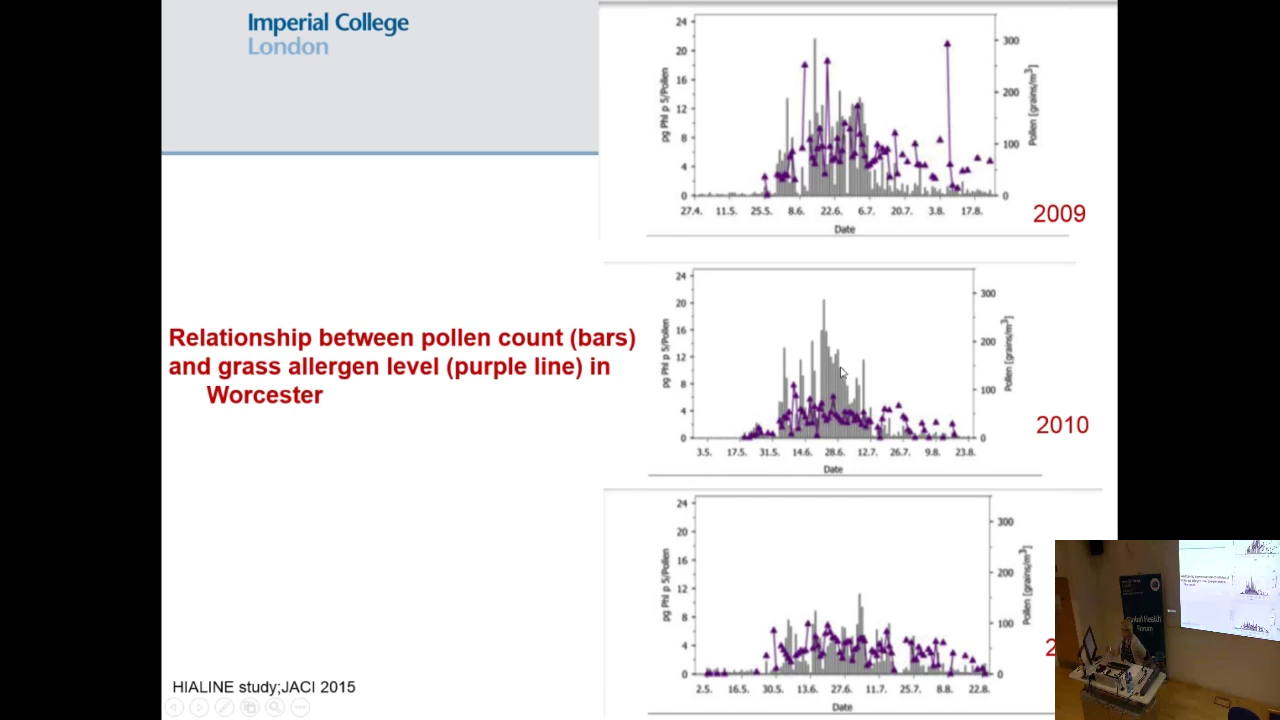 Imperial College
London
24
20
16
12
8
4
0
pg Phl p 5/Pollen
300
200
100
0
Pollen [grains/m³]
27.4. 11.5. 25.5. 8.6. 22.6. 6.7. 20.7. 3.8. 17.8.
Date
2009
24
20
16
12
8
4
0
pg Phl p 5/Pollen
300
200
100
0
Pollen [grains/m³]
3.5. 17.5. 31.5. 14.6. 28.6. 12.7. 26.7. 9.8. 23.8.
Date
2010
Relationship between pollen count (bars)
and grass allergen level (purple line) in
Worcester
24
20
16
12
8
4
0
pg Phl p 5/Pollen
300
200
100
0
Pollen [grains/m³]
2.5. 16.5. 30.5. 13.6. 27.6. 11.7. 25.7. 8.8. 22.8.
Date
2
HIALINE study;JACI 2015
Health
Forum